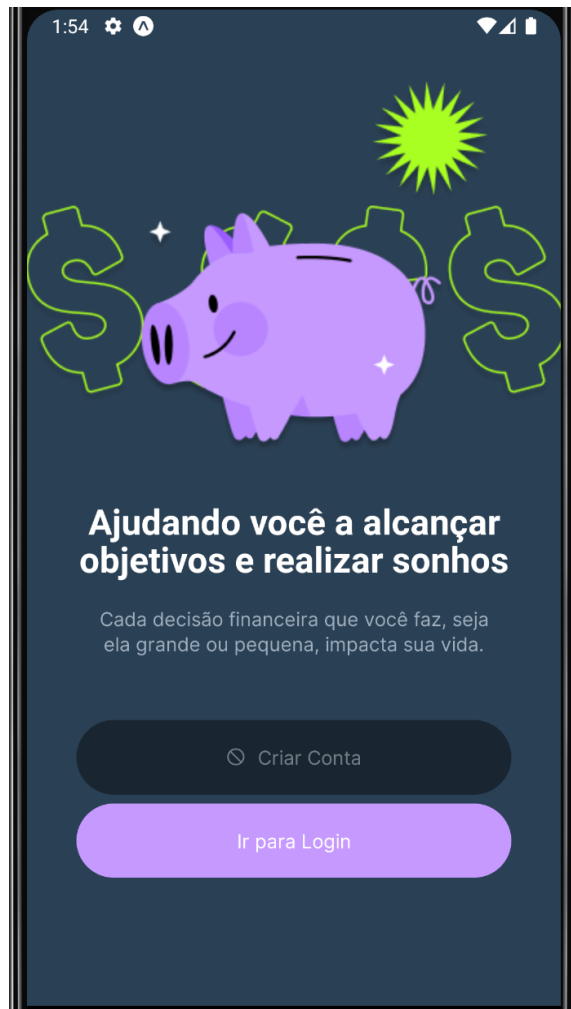 1:54
$ $ $ $
Ajudando você a alcançar
objetivos e realizar sonhos
Cada decisão financeira que você faz, seja
ela grande ou pequena, impacta sua vida.
Criar Conta
Ir para Login